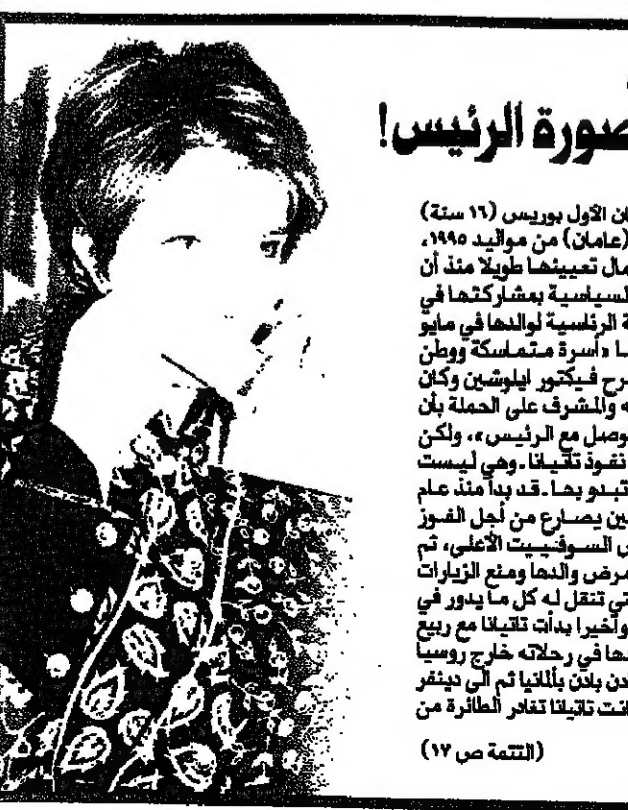 صورة الرئيس!
ان الأول بوريس (١٦ سنة)
(عامان) من مواليد ١٩٩٥،
مال تعيينها طويلا منذ أن
لسياسية بمشاركتها في
ة الرئاسية لوالدها في مايو
ـا «أسرة متماسكة ووطن
رح فيكتور ايلوشين وكان
ه والمشرف على الحملة بأن
وصل مع الرئيس»، ولكن
نفوذ تاتيانا ـ وهي ليست
تبدو بها ـ قد بدأ منذ عام
ين يصارع من أجل الفوز
س السوفييت الأعلى، ثم
مرض والدها ومنع الزيارات
تي تنقل له كل ما يدور في
وأخيرا بدأت تاتيانا مع ربيع
دها في رحلاته خارج روسيا
دن بادن بألمانيا ثم الى دينفر
انت تاتيانا تغادر الطائرة من
(التتمة ص ١٧)